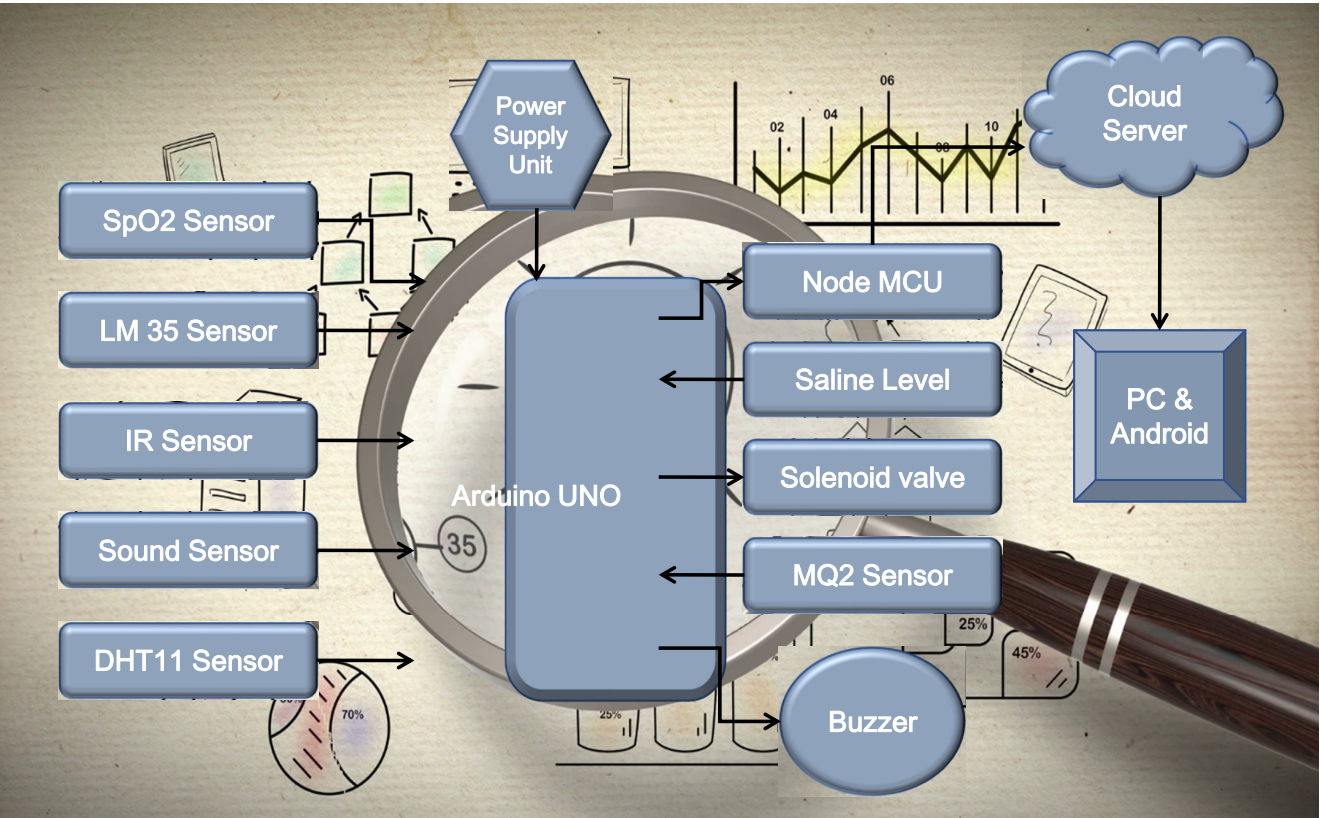 Power
Supply
Unit
Cloud
Server
02
04
06
08
10
SpO2 Sensor
Node MCU
LM 35 Sensor
Saline Level
PC &
Android
IR Sensor
Solenoid valve
Arduino UNO
Sound Sensor
35
MQ2 Sensor
DHT11 Sensor
25%
45%
70%
25%
Buzzer